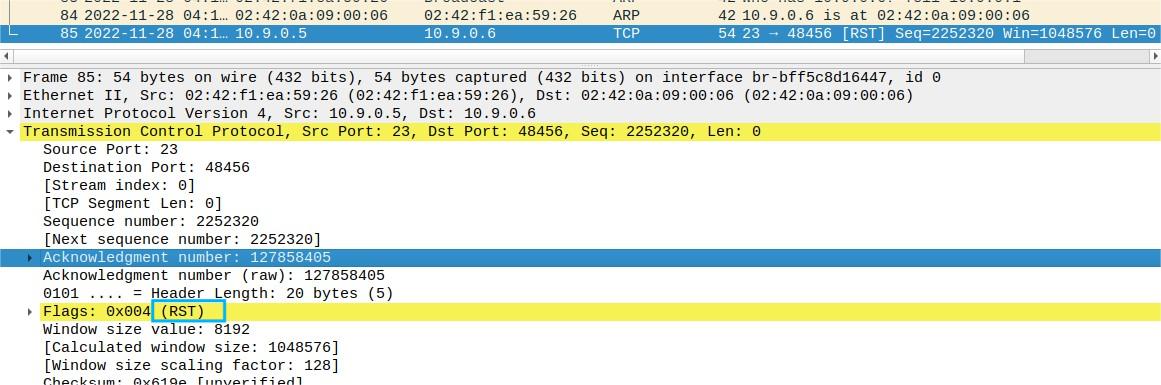 84 2022-11-28 04:1… 02:42:0a:09:00:06 02:42:f1:ea:59:26 ARP 42 10.9.0.6 is at 02:42:0a:09:00:06
85 2022-11-28 04:1… 10.9.0.5 10.9.0.6 TCP 54 23 → 48456 [RST] Seq=2252320 Win=1048576 Len=0
Frame 85: 54 bytes on wire (432 bits), 54 bytes captured (432 bits) on interface br-bff5c8d16447, id 0
Ethernet II, Src: 02:42:f1:ea:59:26 (02:42:f1:ea:59:26), Dst: 02:42:0a:09:00:06 (02:42:0a:09:00:06)
Internet Protocol Version 4, Src: 10.9.0.5, Dst: 10.9.0.6
Transmission Control Protocol, Src Port: 23, Dst Port: 48456, Seq: 2252320, Len: 0
Source Port: 23
Destination Port: 48456
[Stream index: 0]
[TCP Segment Len: 0]
Sequence number: 2252320
[Next sequence number: 2252320]
Acknowledgment number: 127858405
Acknowledgment number (raw): 127858405
0101 .... = Header Length: 20 bytes (5)
Flags: 0x004 (RST)
Window size value: 8192
[Calculated window size: 1048576]
[Window size scaling factor: 128]
Checksum: 0x619e [unverified]